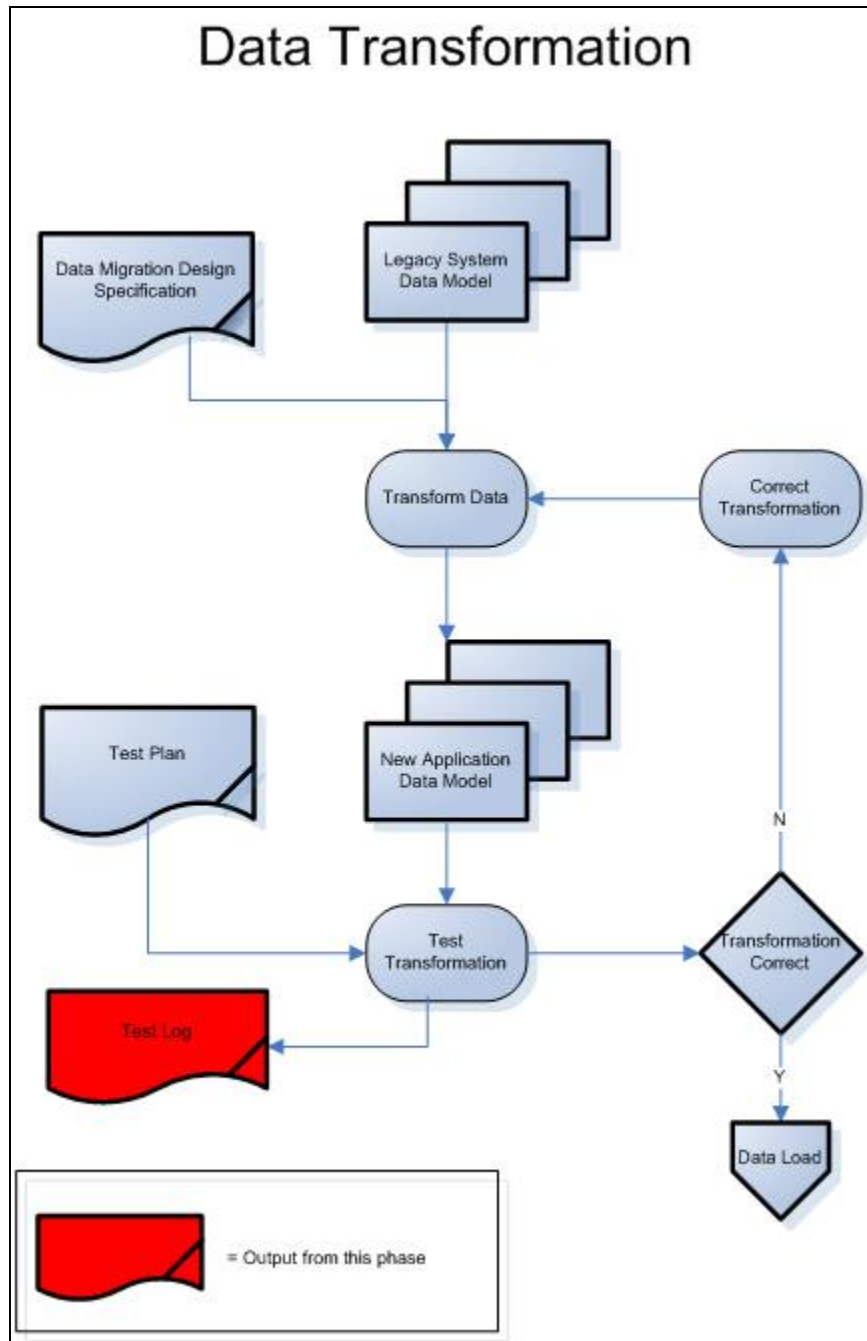 Data Transformation
Data Migration Design
Specification
Legacy System
Data Model
Transform Data
Correct
Transformation
Test Plan
New Application
Data Model
N
Test
Transformation
Transformation
Correct
Test Log
Y
Data Load
= Output from this phase